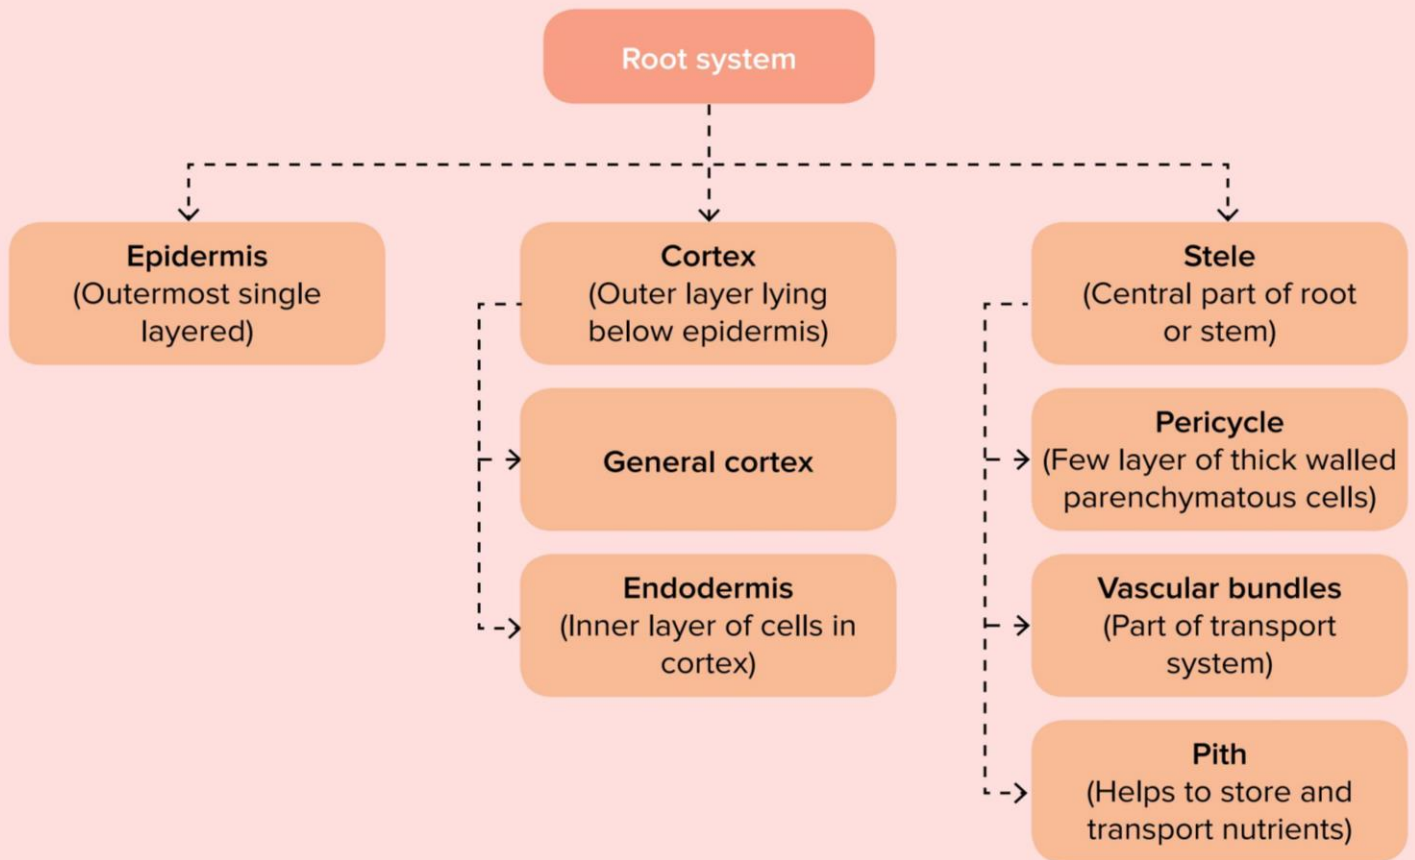 Root system
Epidermis
(Outermost single
layered)
Cortex
(Outer layer lying
below epidermis)
General cortex
Endodermis
(Inner layer of cells in
cortex)
Stele
(Central part of root
or stem)
Pericycle
(Few layer of thick walled
parenchymatous cells)
Vascular bundles
(Part of transport
system)
Pith
(Helps to store and
transport nutrients)